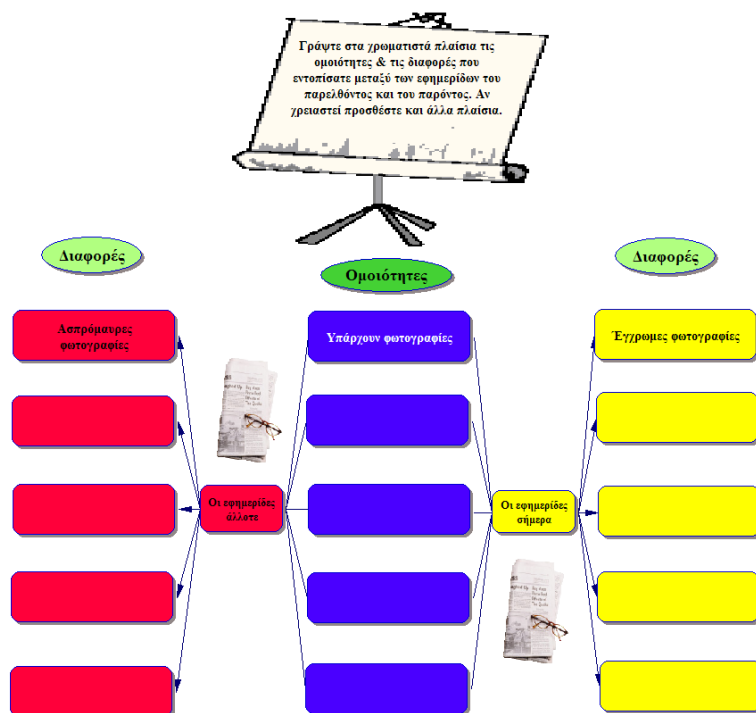 Γράψτε στα χρωματιστά πλαίσια τις
ομοιότητες & τις διαφορές που
εντοπίσατε μεταξύ των εφημερίδων του
παρελθόντος και του παρόντος. Αν
χρειαστεί προσθέστε και άλλα πλαίσια.
Διαφορές
Ομοιότητες
Διαφορές
Ασπρόμαυρες
φωτογραφίες
Υπάρχουν φωτογραφίες
Έγχρωμες φωτογραφίες
Οι εφημερίδες
άλλοτε
Οι εφημερίδες
σήμερα